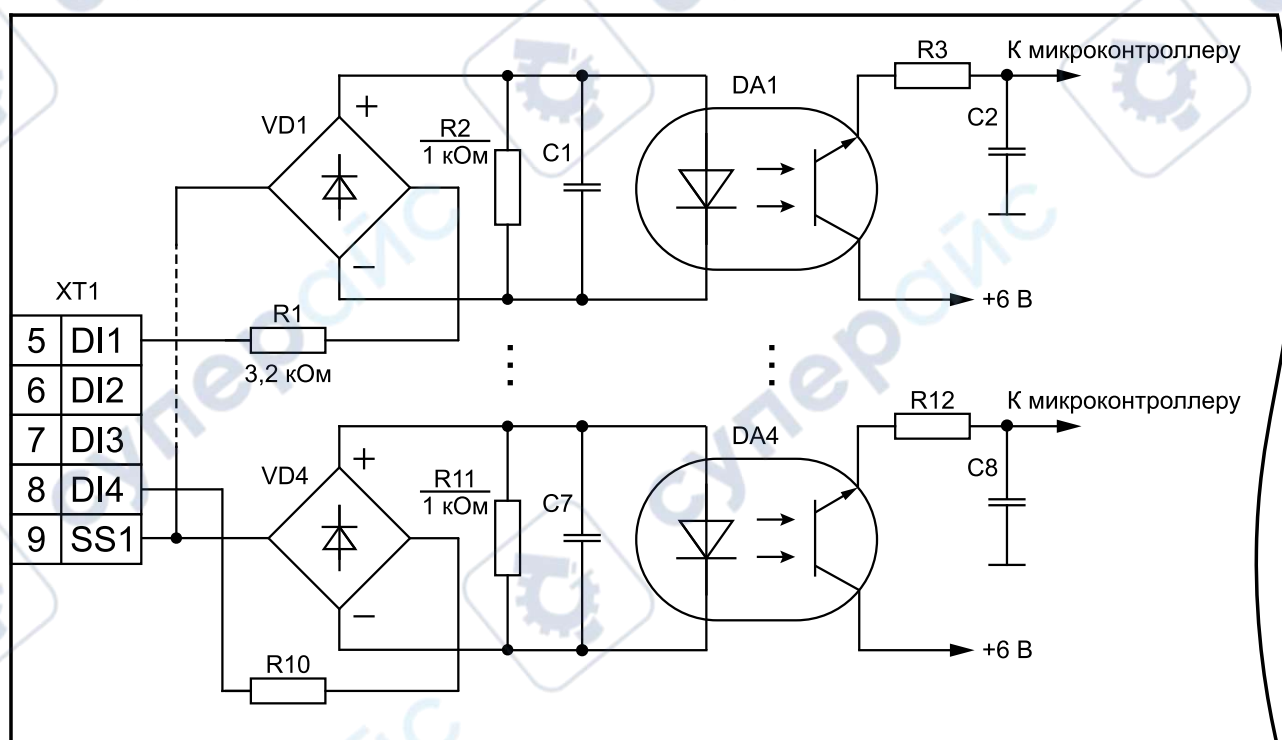 R3
К микроконтроллеру
DA1
C2
VD1
+
R2
1 кОм
C1
−
+6 В
XT1
R1
3,2 кОм
5 DI1
6 DI2
7 DI3
8 DI4
9 SS1
R12
К микроконтроллеру
DA4
C8
VD4
+
R11
1 кОм
C7
−
+6 В
R10
суперайс